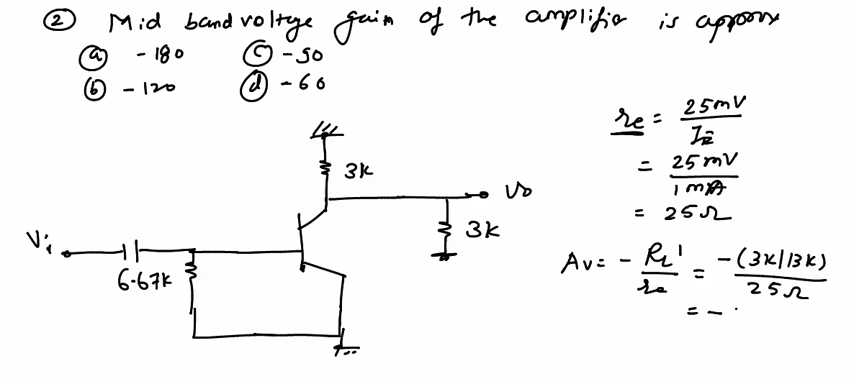 ② Mid band voltage gain of the amplifier is approx
ⓐ -180 ⓒ -90
ⓑ -120 ⓓ -60
re = 25mV / IE
= 25mV / 1mA
= 25Ω
3K
Vo
3K
Vi
6.67K
Av = - RL' / re = -(3K||3K) / 25Ω
= -